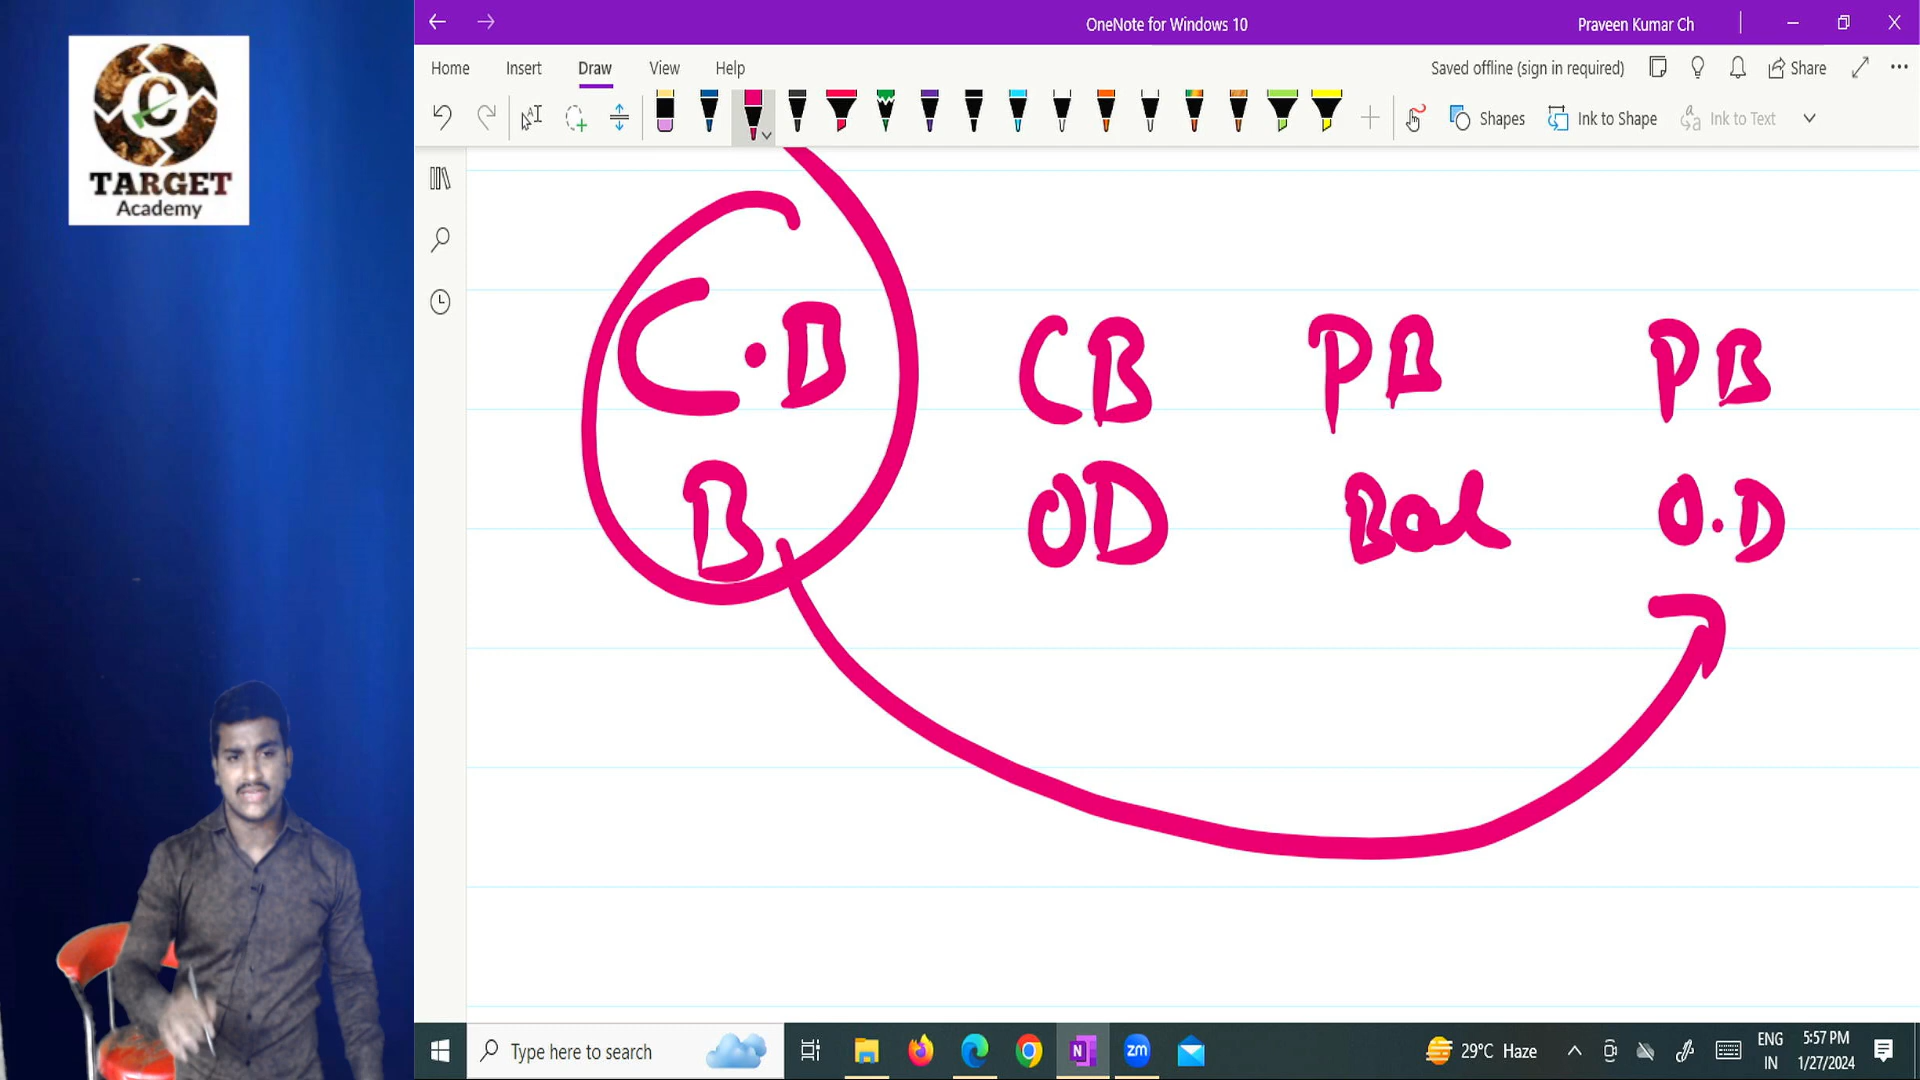 TARGET
Academy
OneNote for Windows 10
Praveen Kumar Ch
Home Insert Draw View Help
Saved offline (sign in required)
Share
Shapes
Ink to Shape
Ink to Text
C.B CB PB PB
B OD Bal O.D
Type here to search
N
zm
29°C Haze
ENG
IN
5:57 PM
1/27/2024